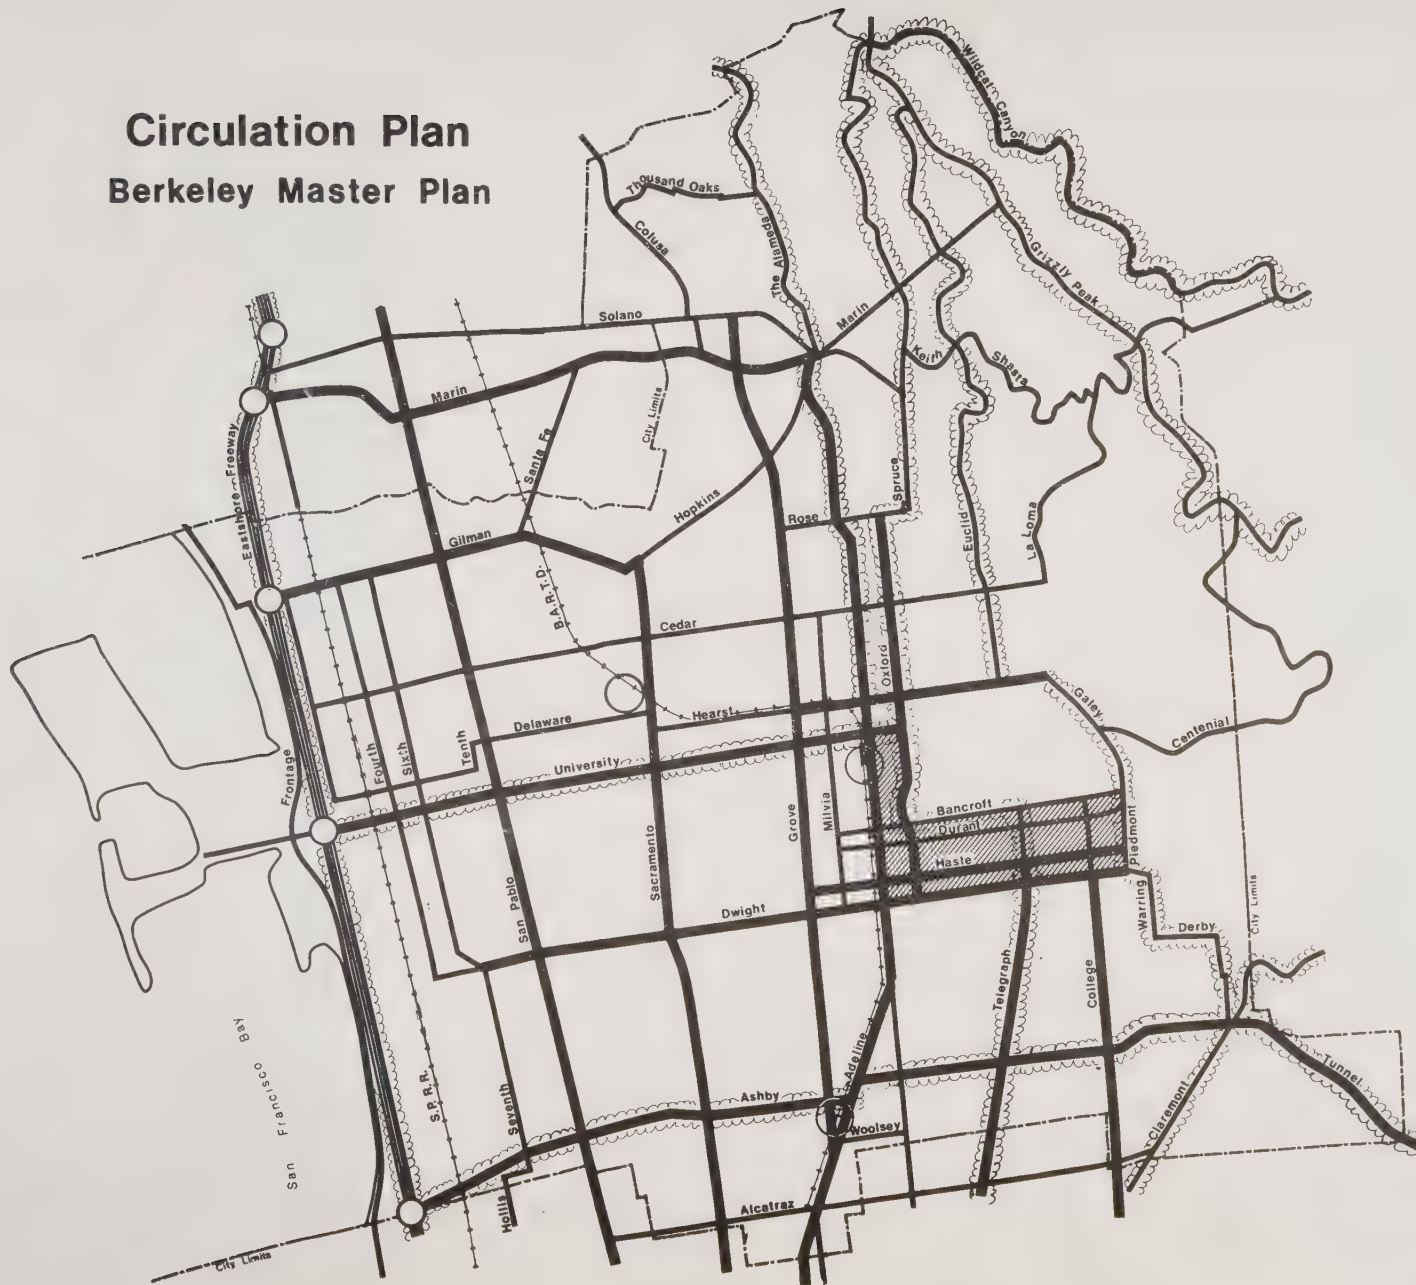 Circulation Plan
Berkeley Master Plan
Wildcat Canyon
Thousand Oaks
Colusa
The Alameda
Grizzly Peak
Solano
Marin
Marin
Keith
Shasta
Eastshore Freeway
City Limits
Santa Fe
Hopkins
Spruce
Rose
Euclid
La Loma
Gilman
B.A.R.T.D.
Cedar
Oxford
Galey
Delaware
Hearst
Centenial
Frontage
Fourth
Sixth
Tenth
University
Grove
Milvia
Bancroft
Durant
Haste
Piedmont
Sacramento
San Pablo
Dwight
Warring
Derby
City Limits
Telegraph
College
San Francisco Bay
S.P.R.R.
Seventh
Ashby
Adeline
Woolsey
Claremont
Tunnel
Hollis
Alcatraz
City Limits